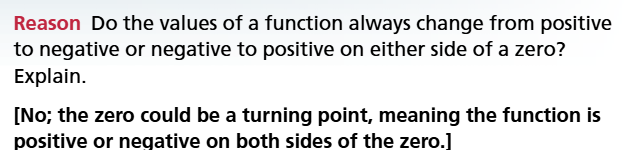 Reason Do the values of a function always change from positive
to negative or negative to positive on either side of a zero?
Explain.
[No; the zero could be a turning point, meaning the function is
positive or negative on both sides of the zero.]